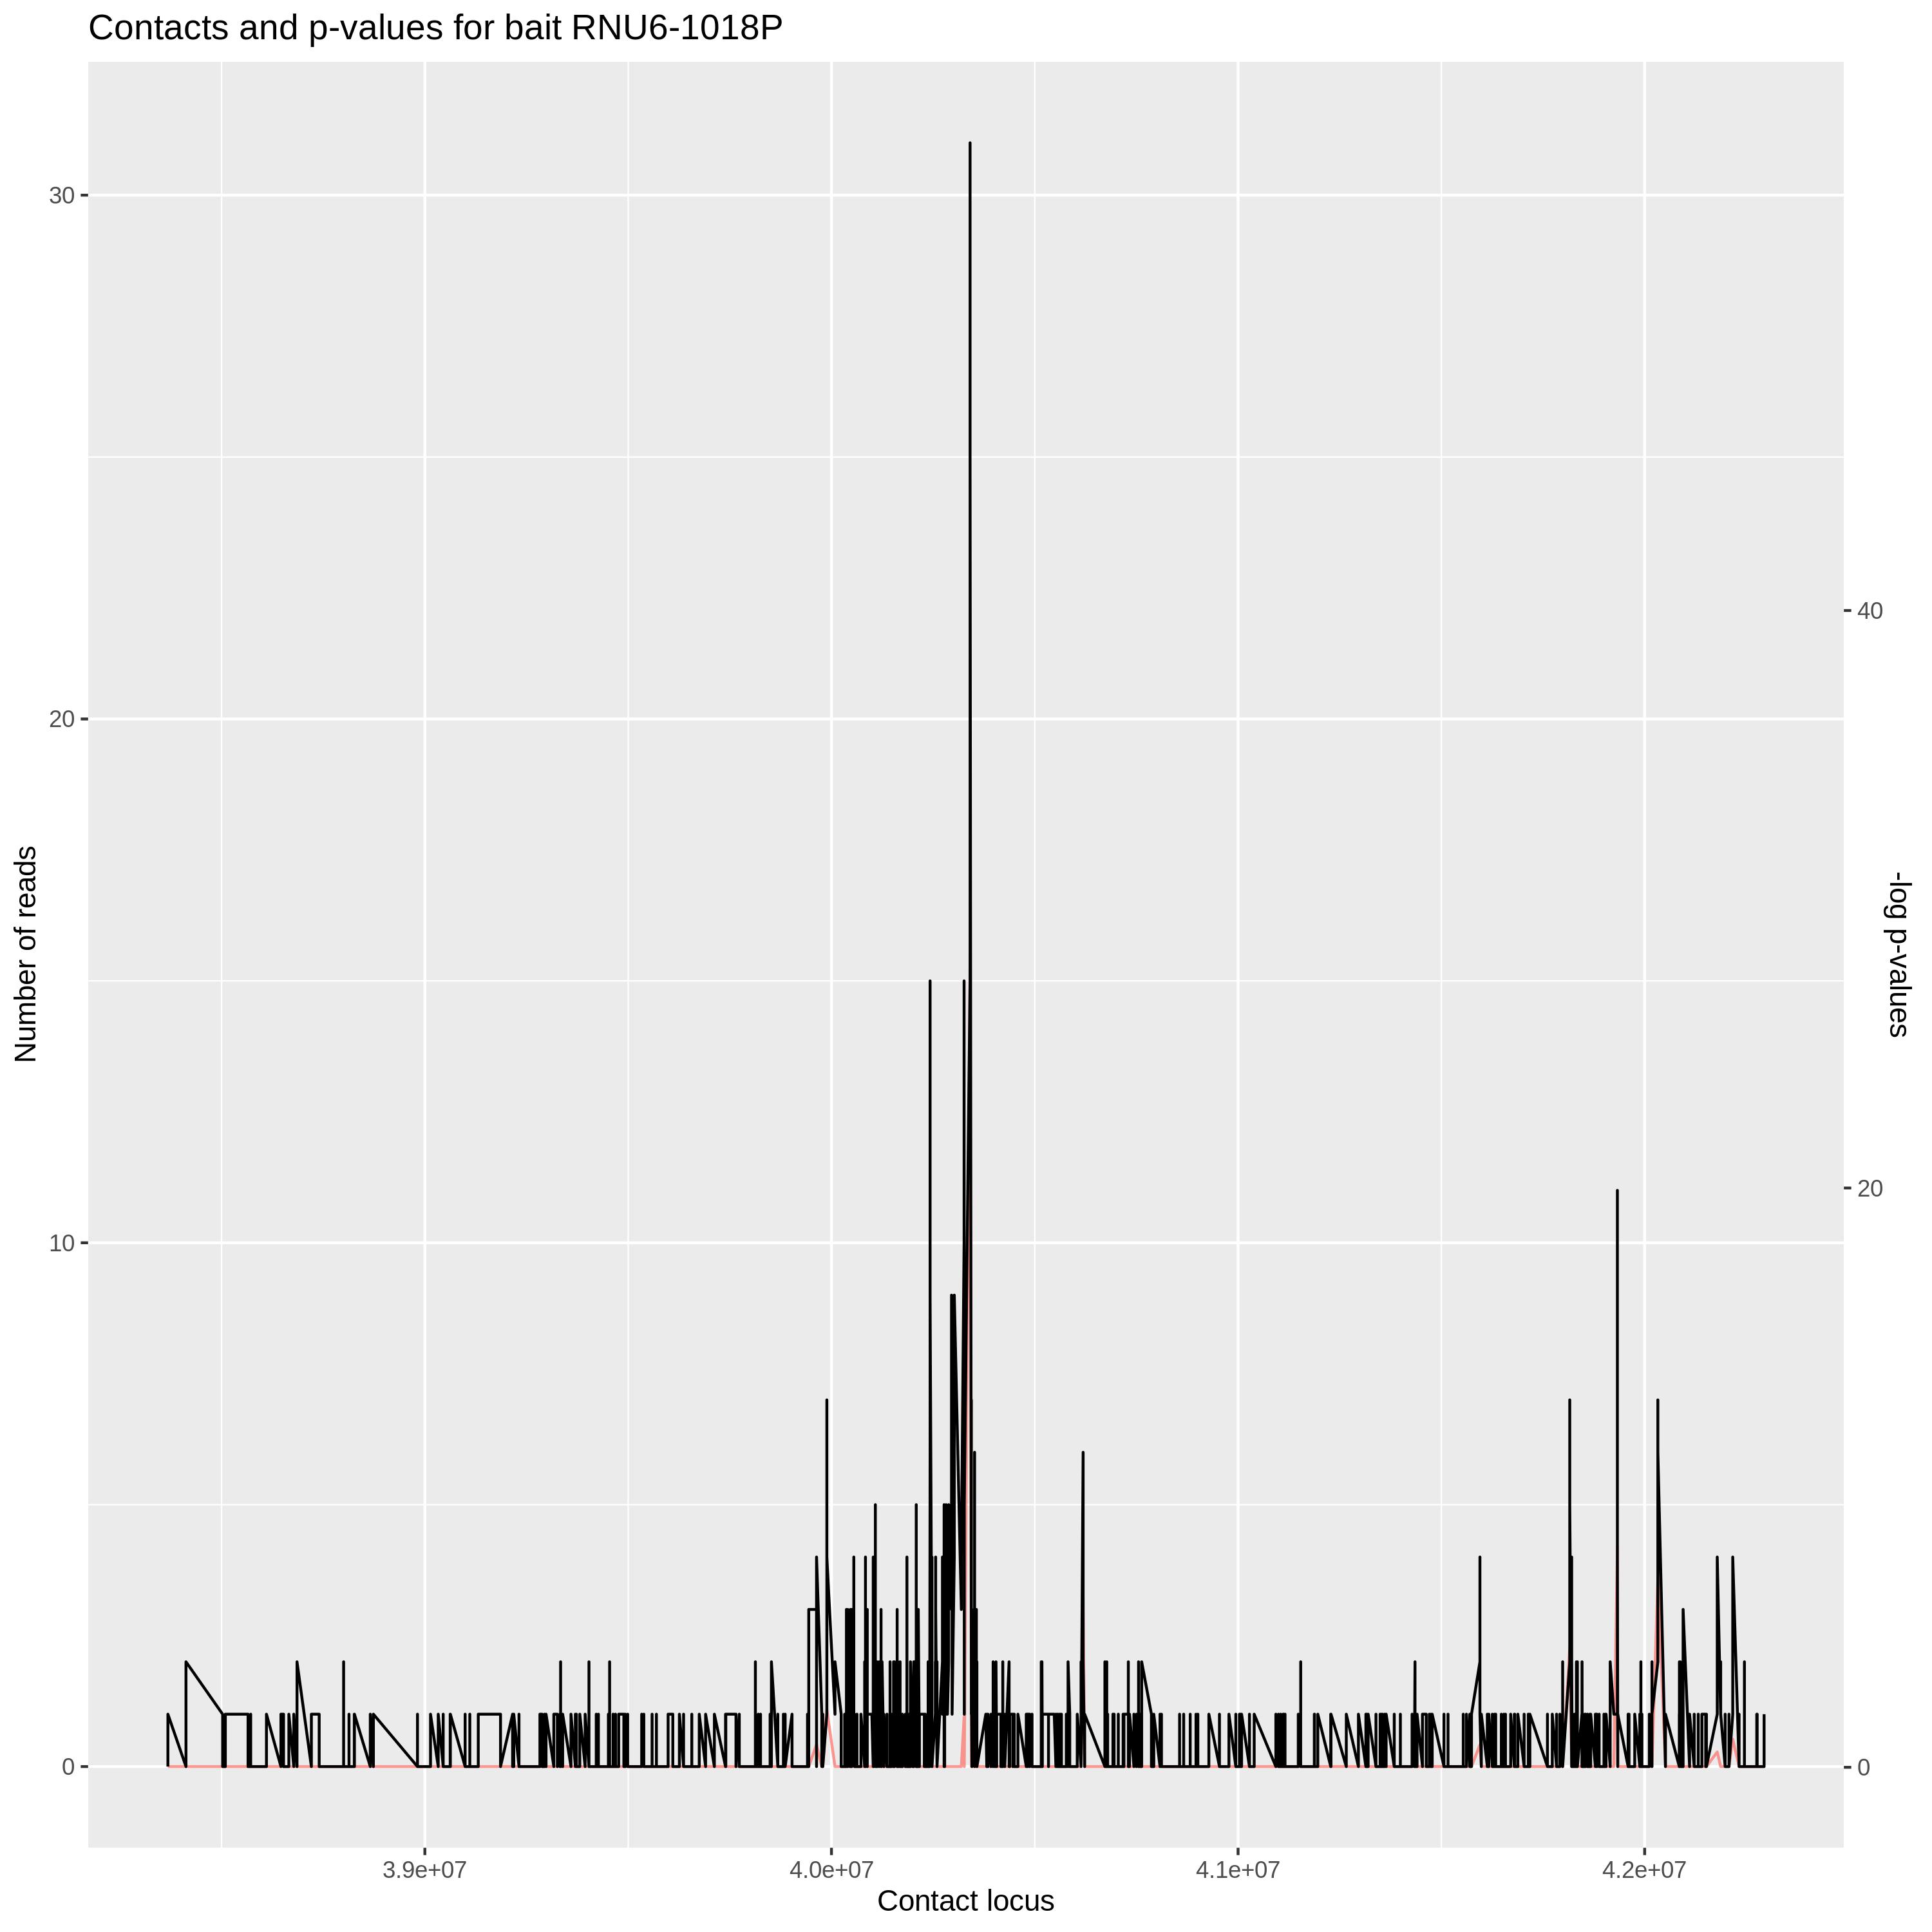 Contacts and p-values for bait RNU6-1018P
30
20
10
0
Number of reads
40
20
0
-log p-values
3.9e+07
4.0e+07
4.1e+07
4.2e+07
Contact locus